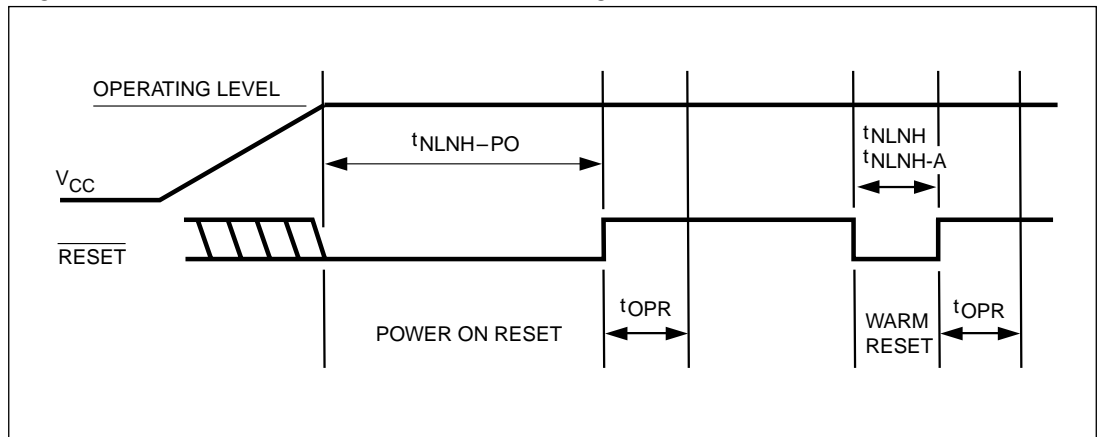 OPERATING LEVEL
tNLNH–PO
tNLNH
tNLNH-A
VCC
RESET
tOPR
tOPR
POWER ON RESET
WARM
RESET